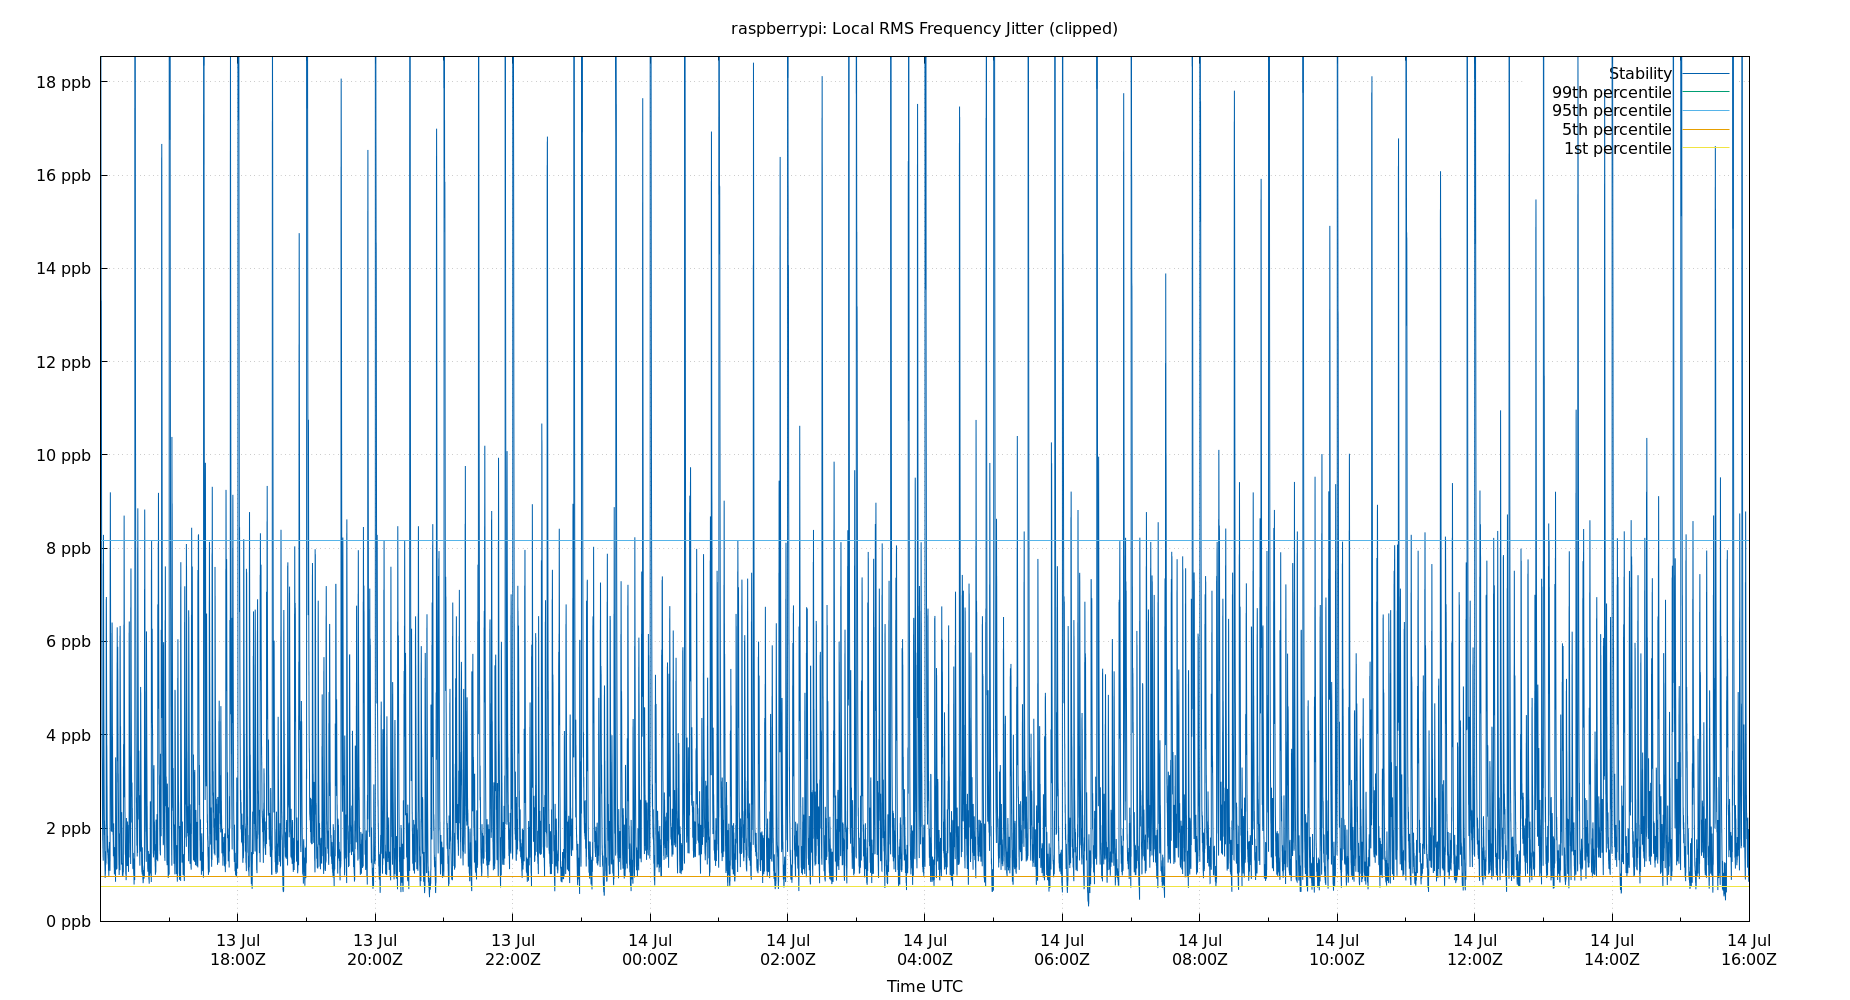 raspberrypi: Local RMS Frequency Jitter (clipped)
18 ppb
16 ppb
14 ppb
12 ppb
10 ppb
8 ppb
6 ppb
4 ppb
2 ppb
0 ppb
Stability
99th percentile
95th percentile
5th percentile
1st percentile
13 Jul
18:00Z
13 Jul
20:00Z
13 Jul
22:00Z
14 Jul
00:00Z
14 Jul
02:00Z
14 Jul
04:00Z
14 Jul
06:00Z
14 Jul
08:00Z
14 Jul
10:00Z
14 Jul
12:00Z
14 Jul
14:00Z
14 Jul
16:00Z
Time UTC